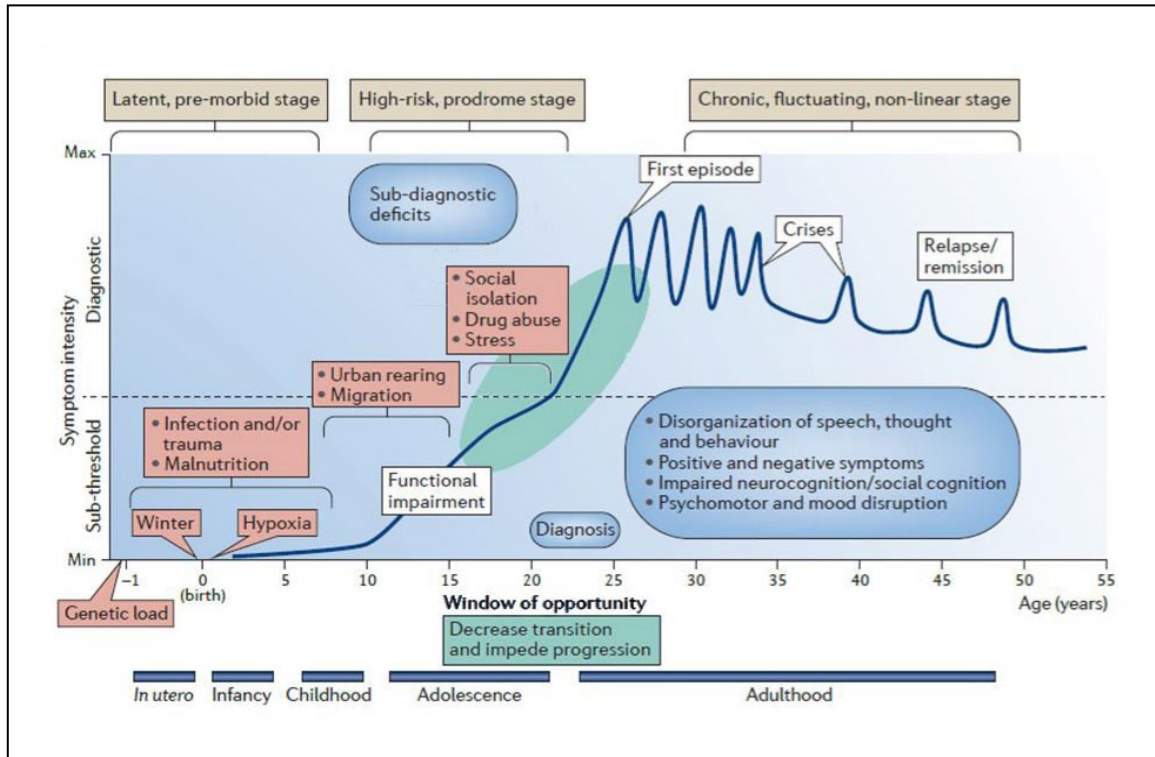 Latent, pre-morbid stage
High-risk, prodrome stage
Chronic, fluctuating, non-linear stage
Max
First episode
Sub-diagnostic
deficits
Crises
Relapse/
remission
Symptom intensity
Diagnostic
Sub-threshold
• Social
isolation
• Drug abuse
• Stress
• Urban rearing
• Migration
• Infection and/or
trauma
• Malnutrition
• Disorganization of speech, thought
and behaviour
• Positive and negative symptoms
• Impaired neurocognition/social cognition
• Psychomotor and mood disruption
Functional
impairment
Winter
Hypoxia
Diagnosis
Min
–1 0 5 10 15 20 25 30 35 40 45 50 55
(birth)
Age (years)
Genetic load
Window of opportunity
Decrease transition
and impede progression
In utero
Infancy
Childhood
Adolescence
Adulthood